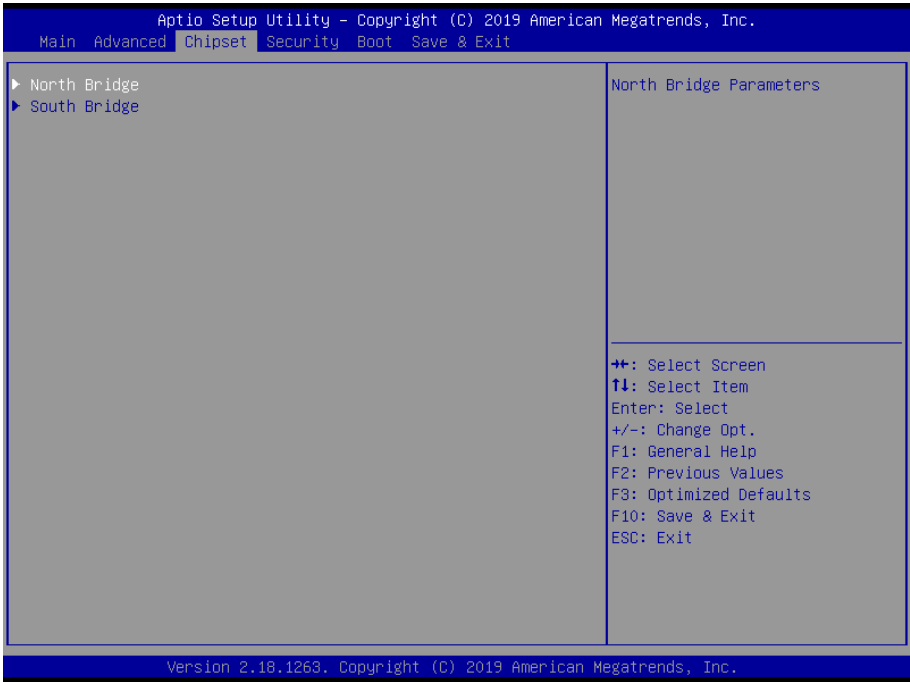 Aptio Setup Utility – Copyright (C) 2019 American Megatrends, Inc.
Main Advanced Chipset Security Boot Save & Exit
▶ North Bridge
▶ South Bridge
North Bridge Parameters
→←: Select Screen
↑↓: Select Item
Enter: Select
+/-: Change Opt.
F1: General Help
F2: Previous Values
F3: Optimized Defaults
F10: Save & Exit
ESC: Exit
Version 2.18.1263. Copyright (C) 2019 American Megatrends, Inc.